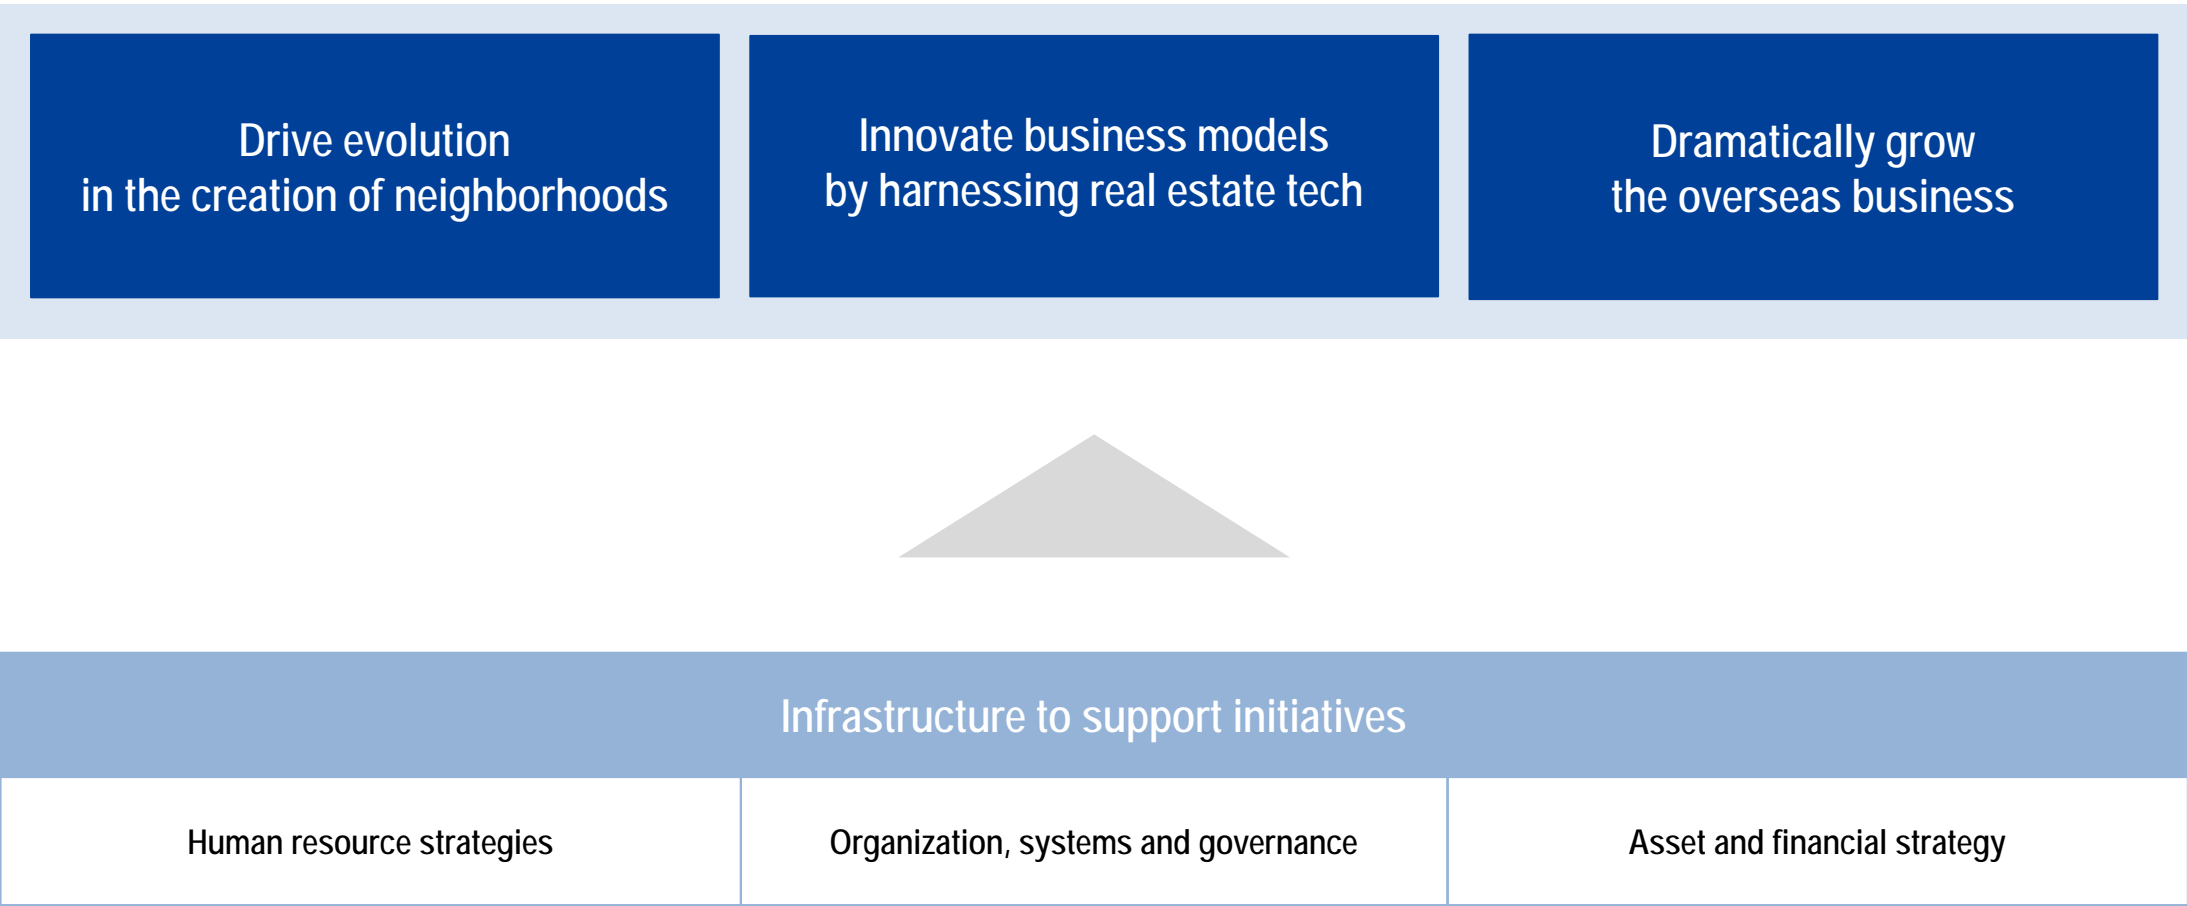 Drive evolution
in the creation of neighborhoods
Innovate business models
by harnessing real estate tech
Dramatically grow
the overseas business
Infrastructure to support initiatives
Human resource strategies
Organization, systems and governance
Asset and financial strategy